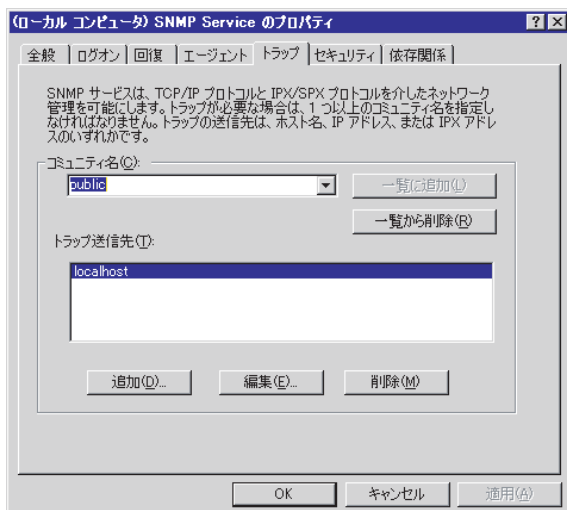 (ローカル コンピュータ) SNMP Service のプロパティ
全般 ログオン 回復 エージェント トラップ セキュリティ 依存関係
SNMP サービスは、TCP/IP プロトコルと IPX/SPX プロトコルを介したネットワーク
管理を可能にします。トラップが必要な場合は、1 つ以上のコミュニティ名を指定し
なければなりません。トラップの送信先は、ホスト名、IP アドレス、または IPX アドレ
スのいずれかです。
コミュニティ名(C):
public 一覧に追加(L)
一覧から削除(R)
トラップ送信先(T):
localhost
追加(D)... 編集(E)... 削除(M)
OK キャンセル 適用(A)